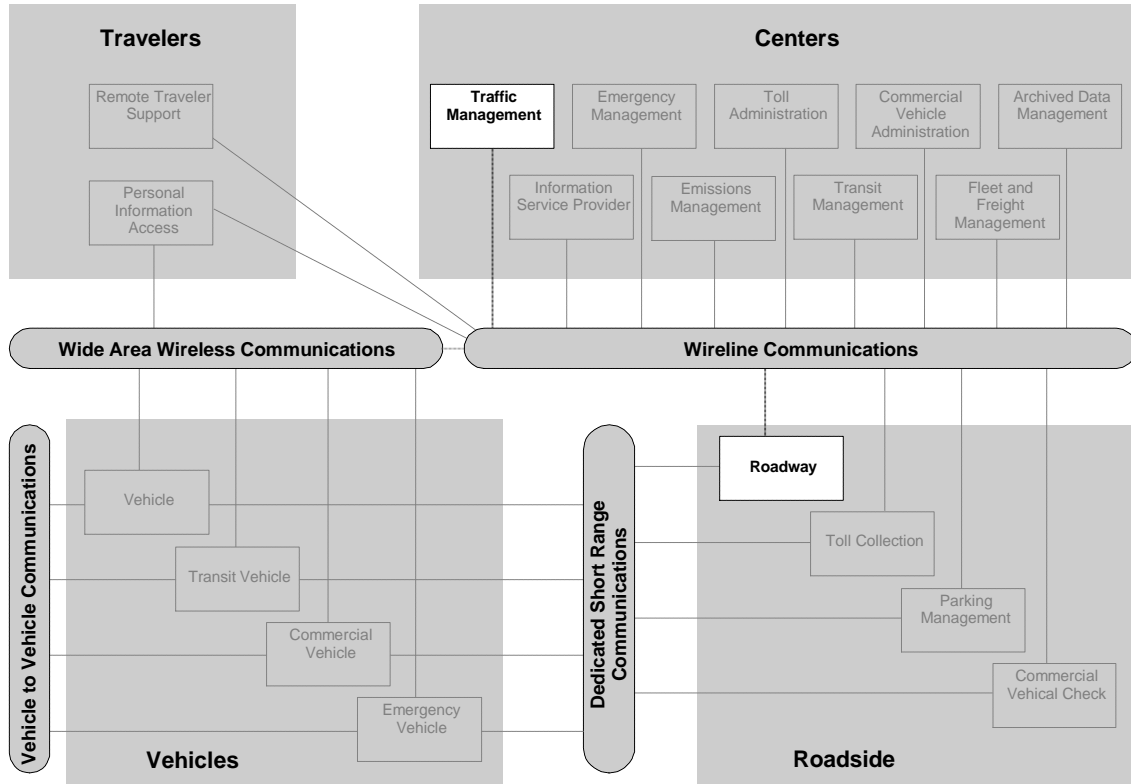 Travelers
Centers
Remote Traveler
Support
Personal
Information
Access
Traffic
Management
Emergency
Management
Toll
Administration
Commercial
Vehicle
Administration
Archived Data
Management
Information
Service Provider
Emissions
Management
Transit
Management
Fleet and
Freight
Management
Wide Area Wireless Communications
Wireline Communications
Vehicle to Vehicle Communications
Vehicle
Transit Vehicle
Commercial
Vehicle
Emergency
Vehicle
Vehicles
Dedicated Short Range
Communications
Roadway
Toll Collection
Parking
Management
Commercial
Vehical Check
Roadside